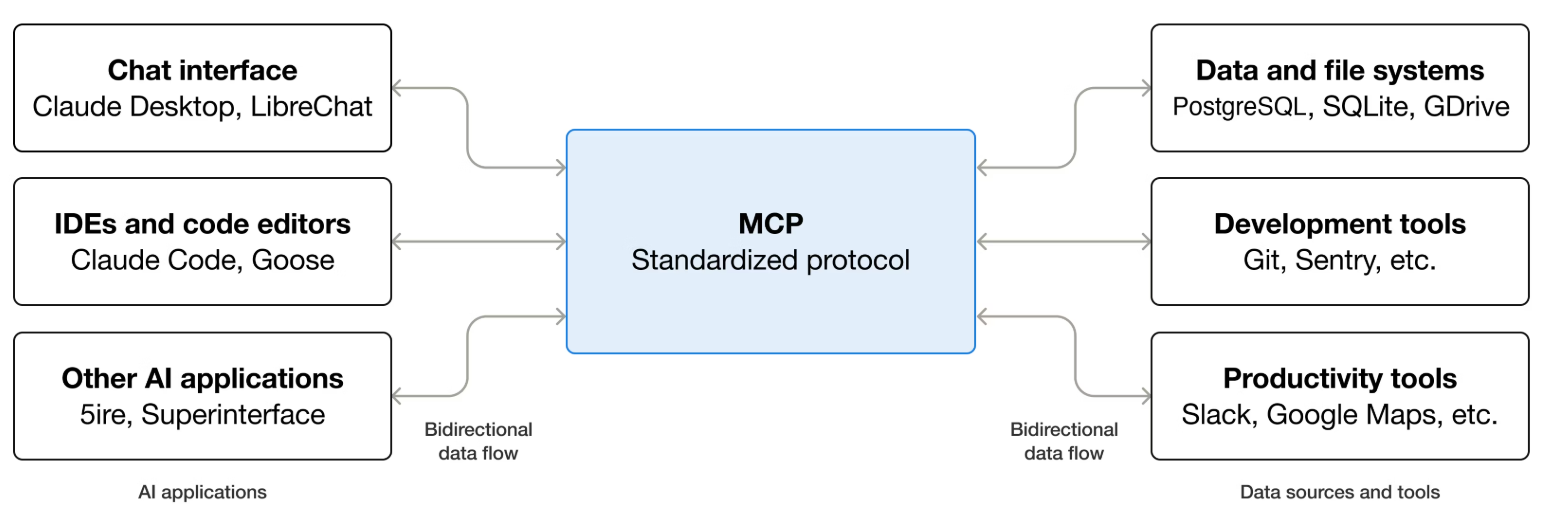 Chat interface
Claude Desktop, LibreChat
IDEs and code editors
Claude Code, Goose
Other AI applications
5ire, Superinterface
AI applications
Bidirectional
data flow
MCP
Standardized protocol
Bidirectional
data flow
Data and file systems
PostgreSQL, SQLite, GDrive
Development tools
Git, Sentry, etc.
Productivity tools
Slack, Google Maps, etc.
Data sources and tools